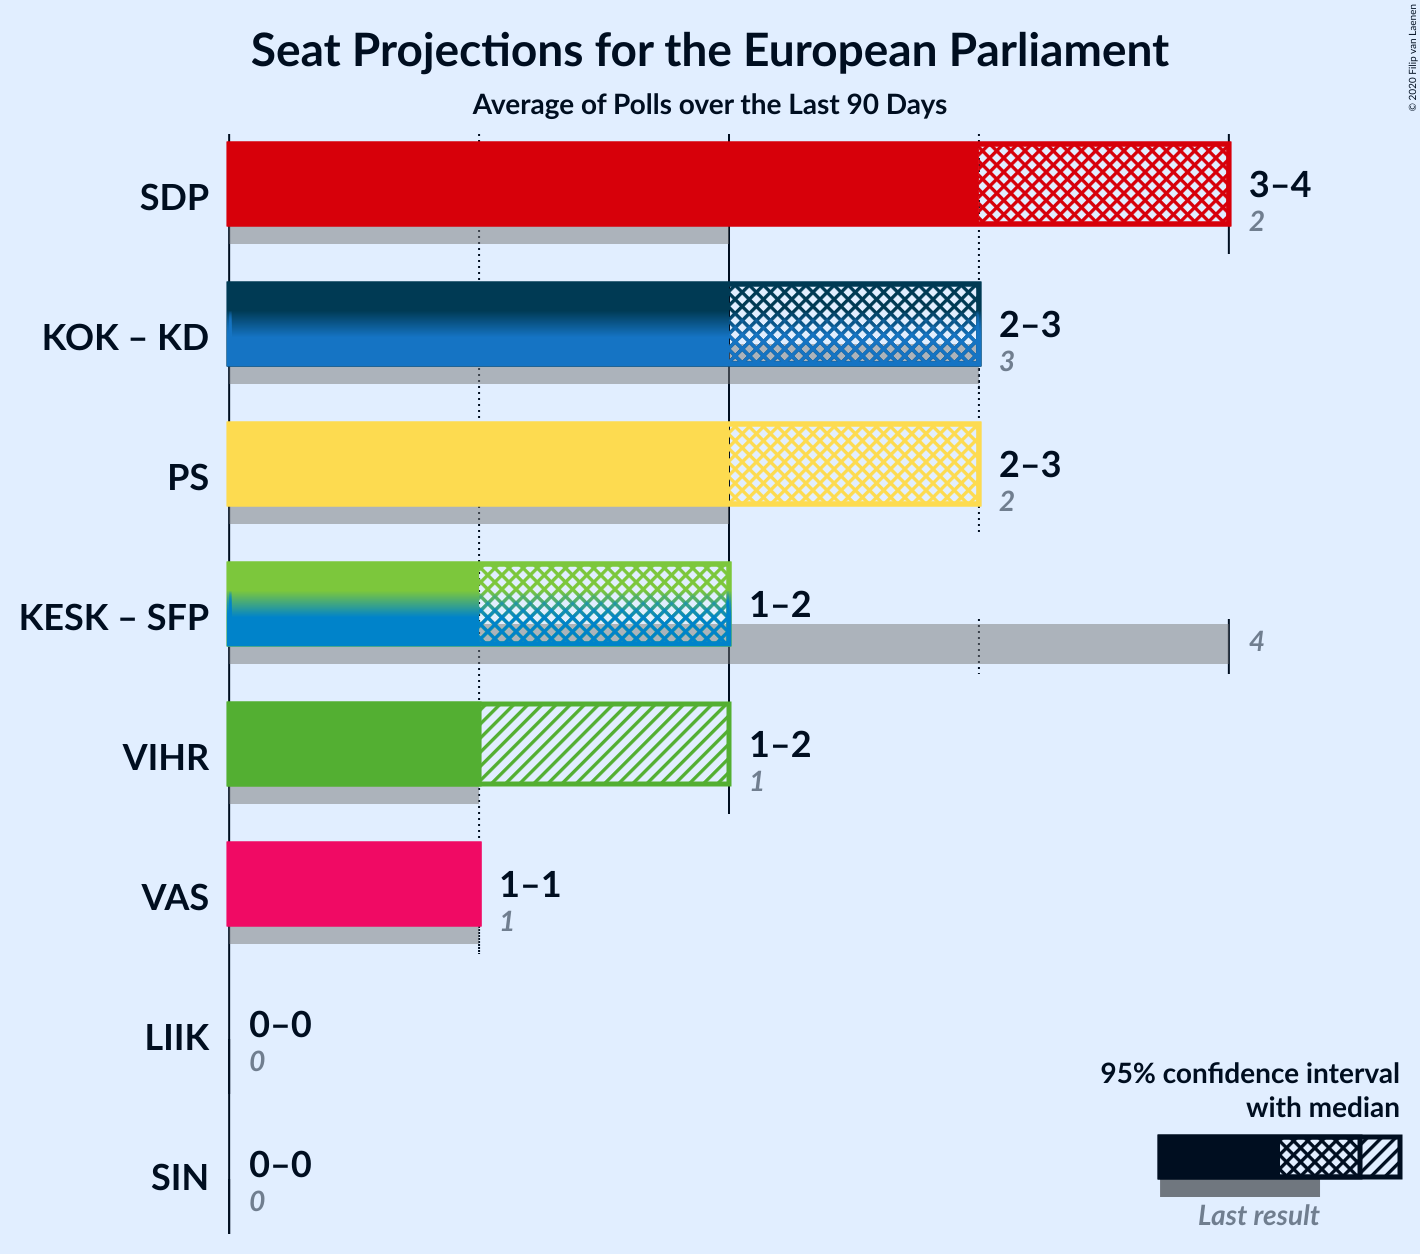 Seat Projections for the European Parliament
Average of Polls over the Last 90 Days
© 2020 Filip van Laenen
SDP
3–4
2
KOK – KD
2–3
3
PS
2–3
2
KESK – SFP
1–2
4
VIHR
1–2
1
VAS
1–1
1
LIIK
0–0
0
SIN
0–0
0
95% confidence interval
with median
Last result